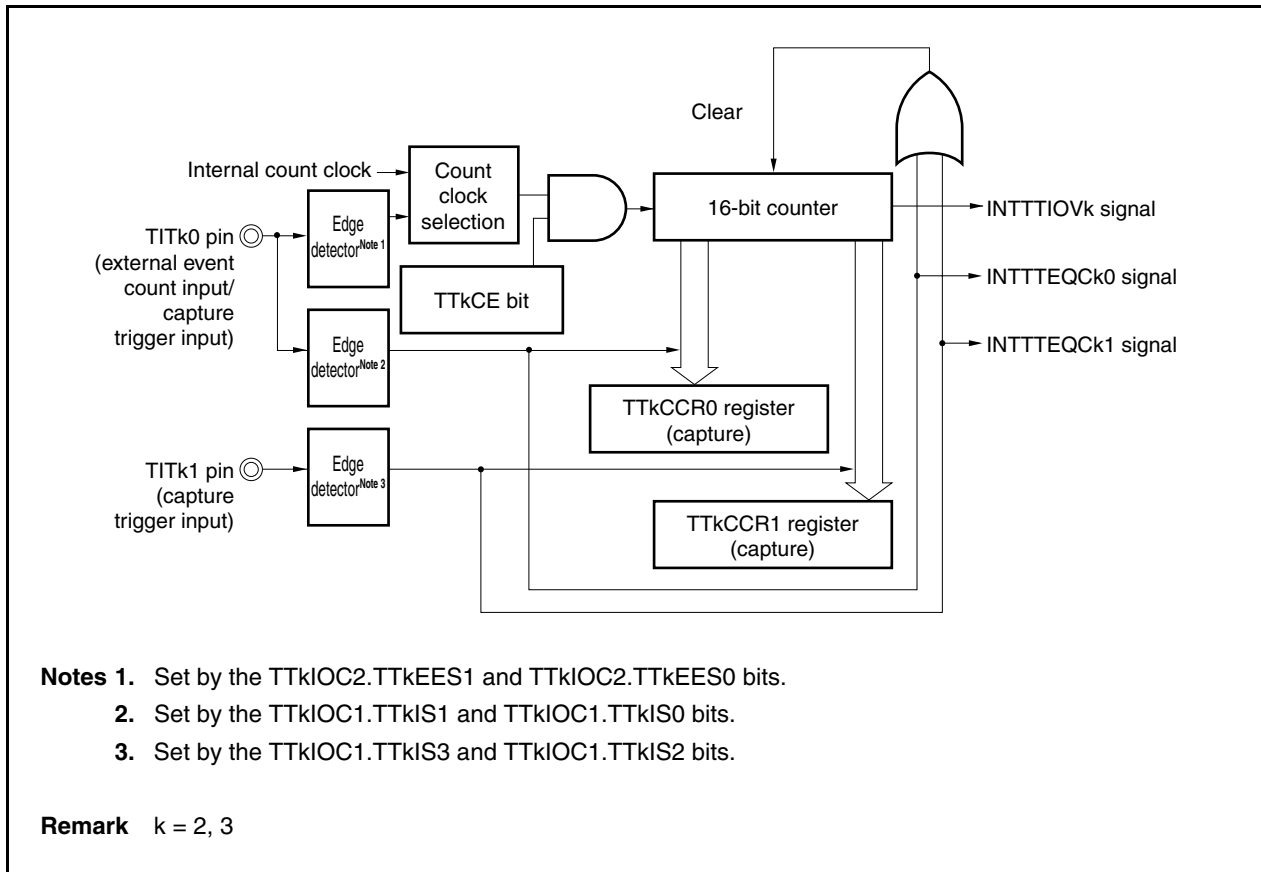 Clear
Internal count clock
Count
clock
selection
16-bit counter
INTTTIOVk signal
TITk0 pin
(external event
count input/
capture
trigger input)
Edge
detectorNote 1
TTkCE bit
INTTTEQCk0 signal
Edge
detectorNote 2
INTTTEQCk1 signal
TTkCCR0 register
(capture)
TITk1 pin
(capture
trigger input)
Edge
detectorNote 3
TTkCCR1 register
(capture)
Notes 1. Set by the TTkIOC2.TTkEES1 and TTkIOC2.TTkEES0 bits.
2. Set by the TTkIOC1.TTkIS1 and TTkIOC1.TTkIS0 bits.
3. Set by the TTkIOC1.TTkIS3 and TTkIOC1.TTkIS2 bits.
Remark k = 2, 3